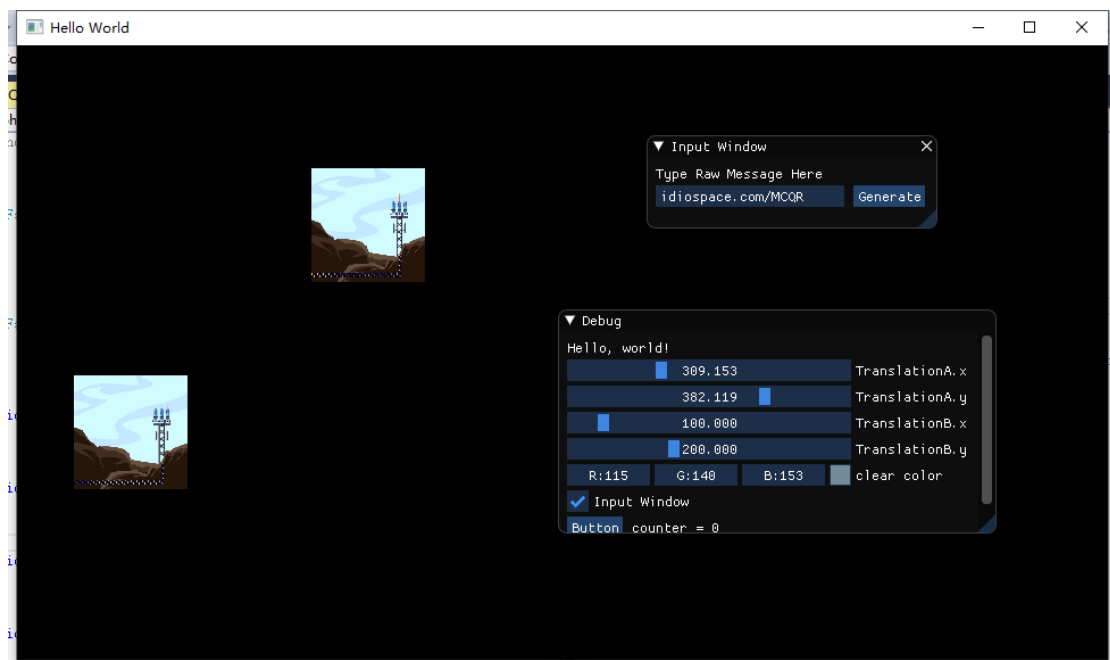 Hello World
Input Window
Type Raw Message Here
idiospace.com/MCQR Generate
Debug
Hello, world!
309.153 TranslationA.x
382.119 TranslationA.y
100.000 TranslationB.x
200.000 TranslationB.y
R:115 G:140 B:153 clear color
Input Window
Button counter = 0